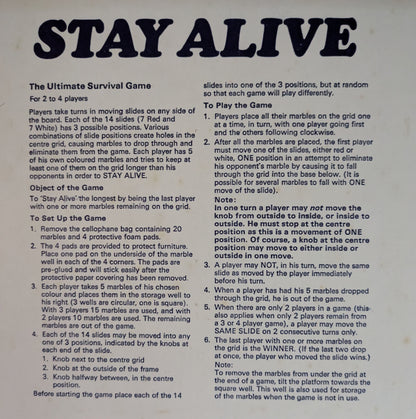 STAY ALIVE
The Ultimate Survival Game
For 2 to 4 players
Players take turns in moving slides on any side of
the board. Each of the 14 slides (7 Red and
7 White) has 3 possible positions. Various
combinations of slide positions create holes in the
centre grid, causing marbles to drop through and
eliminate them from the game. Each player has 5
of his own coloured marbles and tries to keep at
least one of them on the grid longer than his
opponents in order to STAY ALIVE.
Object of the Game
To 'Stay Alive' the longest by being the last player
with one or more marbles remaining on the grid.
To Set Up the Game
1. Remove the cellophane bag containing 20
marbles and 4 protective foam pads.
2. The 4 pads are provided to protect furniture.
Place one pad on the underside of the marble
well in each of the 4 corners. The pads are
pre-glued and will stick easily after the
protective paper covering has been removed.
3. Each player takes 5 marbles of his chosen
colour and places them in the storage well to
his right (3 wells are circular, one is square).
With 3 players 15 marbles are used, and with
2 players 10 marbles are used. The remaining
marbles are out of the game.
4. Each of the 14 slides may be moved into any
one of 3 positions, indicated by the knobs at
each end of the slide.
1. Knob next to the centre grid
2. Knob at the outside of the frame
3. Knob halfway between, in the centre
position.
Before starting the game place each of the 14
slides into one of the 3 positions, but at random
so that each game will play differently.
To Play the Game
1. Players place all their marbles on the grid one
at a time, in turn, with one player going first
and the others following clockwise.
2. After all the marbles are placed, the first player
must move one of the slides, either red or
white, ONE position in an attempt to eliminate
his opponent's marble by causing it to fall
through the grid into the base below. (It is
possible for several marbles to fall with ONE
move of the slide).
Note:
In one turn a player may not move the
knob from outside to inside, or inside to
outside. He must stop at the centre
position as this is a movement of ONE
position. Of course, a knob at the centre
position may move to either inside or
outside in one move.
3. A player may NOT, in his turn, move the same
slide as moved by the player immediately
before his turn.
4. When a player has had his 5 marbles dropped
through the grid, he is out of the game.
5. When there are only 2 players in a game (this
also applies when only 2 players remain from
a 3 or 4 player game), a player may move the
SAME SLIDE on 2 consecutive turns only.
6. The last player with one or more marbles on
the grid is the WINNER. (If the last two drop
at once, the player who moved the slide wins.)
Note:
To remove the marbles from under the grid at
the end of a game, tilt the platform towards the
square well. This well is also used for storage
of the marbles when the game is not in use.